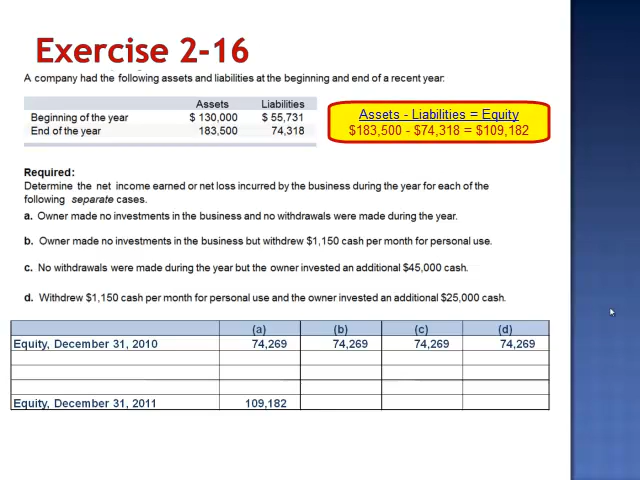 Exercise 2-16
A company had the following assets and liabilities at the beginning and end of a recent year:
Assets Liabilities
Beginning of the year $ 130,000 $ 55,731
End of the year 183,500 74,318
Assets - Liabilities = Equity
$183,500 - $74,318 = $109,182
Required:
Determine the net income earned or net loss incurred by the business during the year for each of the
following separate cases.
a. Owner made no investments in the business and no withdrawals were made during the year.
b. Owner made no investments in the business but withdrew $1,150 cash per month for personal use.
c. No withdrawals were made during the year but the owner invested an additional $45,000 cash.
d. Withdrew $1,150 cash per month for personal use and the owner invested an additional $25,000 cash.
(a) (b) (c) (d)
Equity, December 31, 2010 74,269 74,269 74,269 74,269
Equity, December 31, 2011 109,182